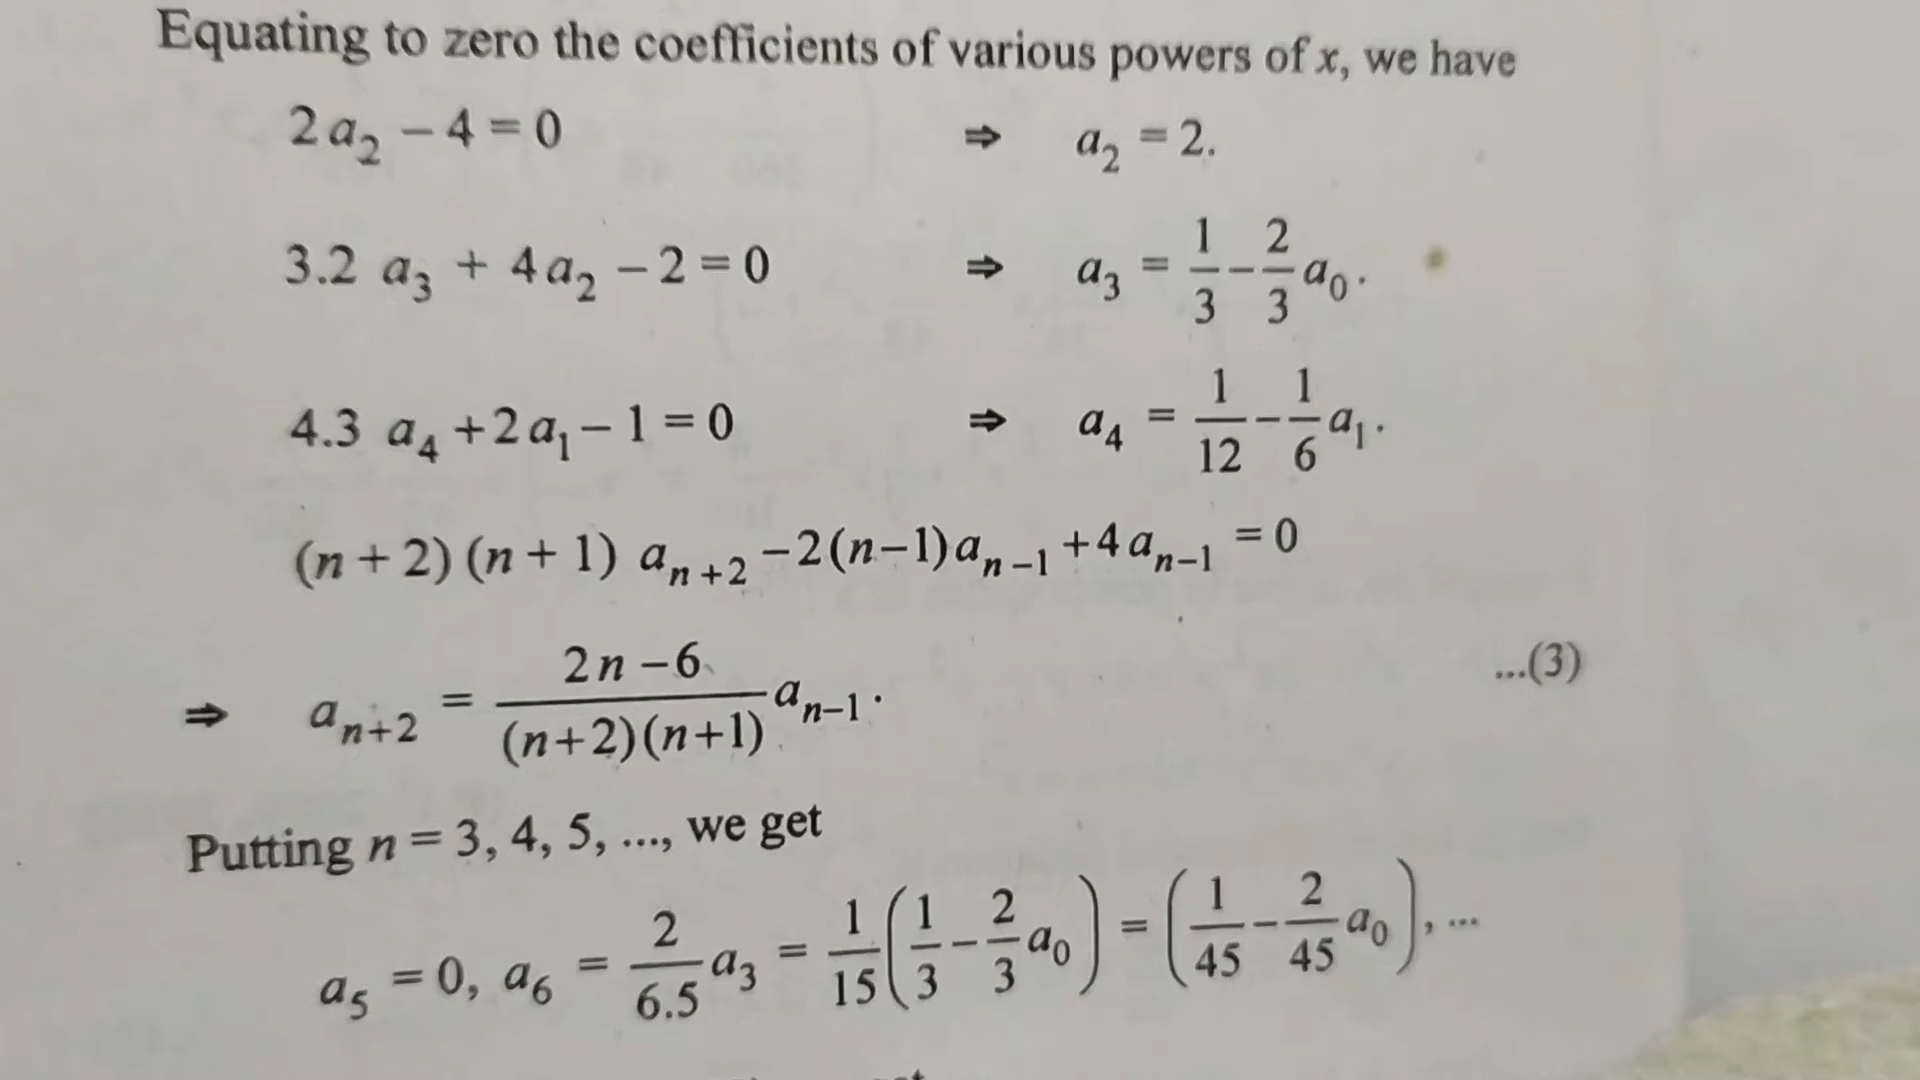 Equating to zero the coefficients of various powers of x, we have
2a₂ − 4 = 0 ⇒ a₂ = 2.
3.2 a₃ + 4a₂ − 2 = 0 ⇒ a₃ = 1/3 − 2/3 a₀.
4.3 a₄ + 2a₁ − 1 = 0 ⇒ a₄ = 1/12 − 1/6 a₁.
(n + 2) (n + 1) aₙ₊₂ − 2(n−1)aₙ₋₁ + 4aₙ₋₁ = 0
⇒ aₙ₊₂ = (2n − 6)/((n+2)(n+1)) aₙ₋₁. ...(3)
Putting n = 3, 4, 5, ..., we get
a₅ = 0, a₆ = 2/6.5 a₃ = 1/15 (1/3 − 2/3 a₀) = (1/45 − 2/45 a₀), ...